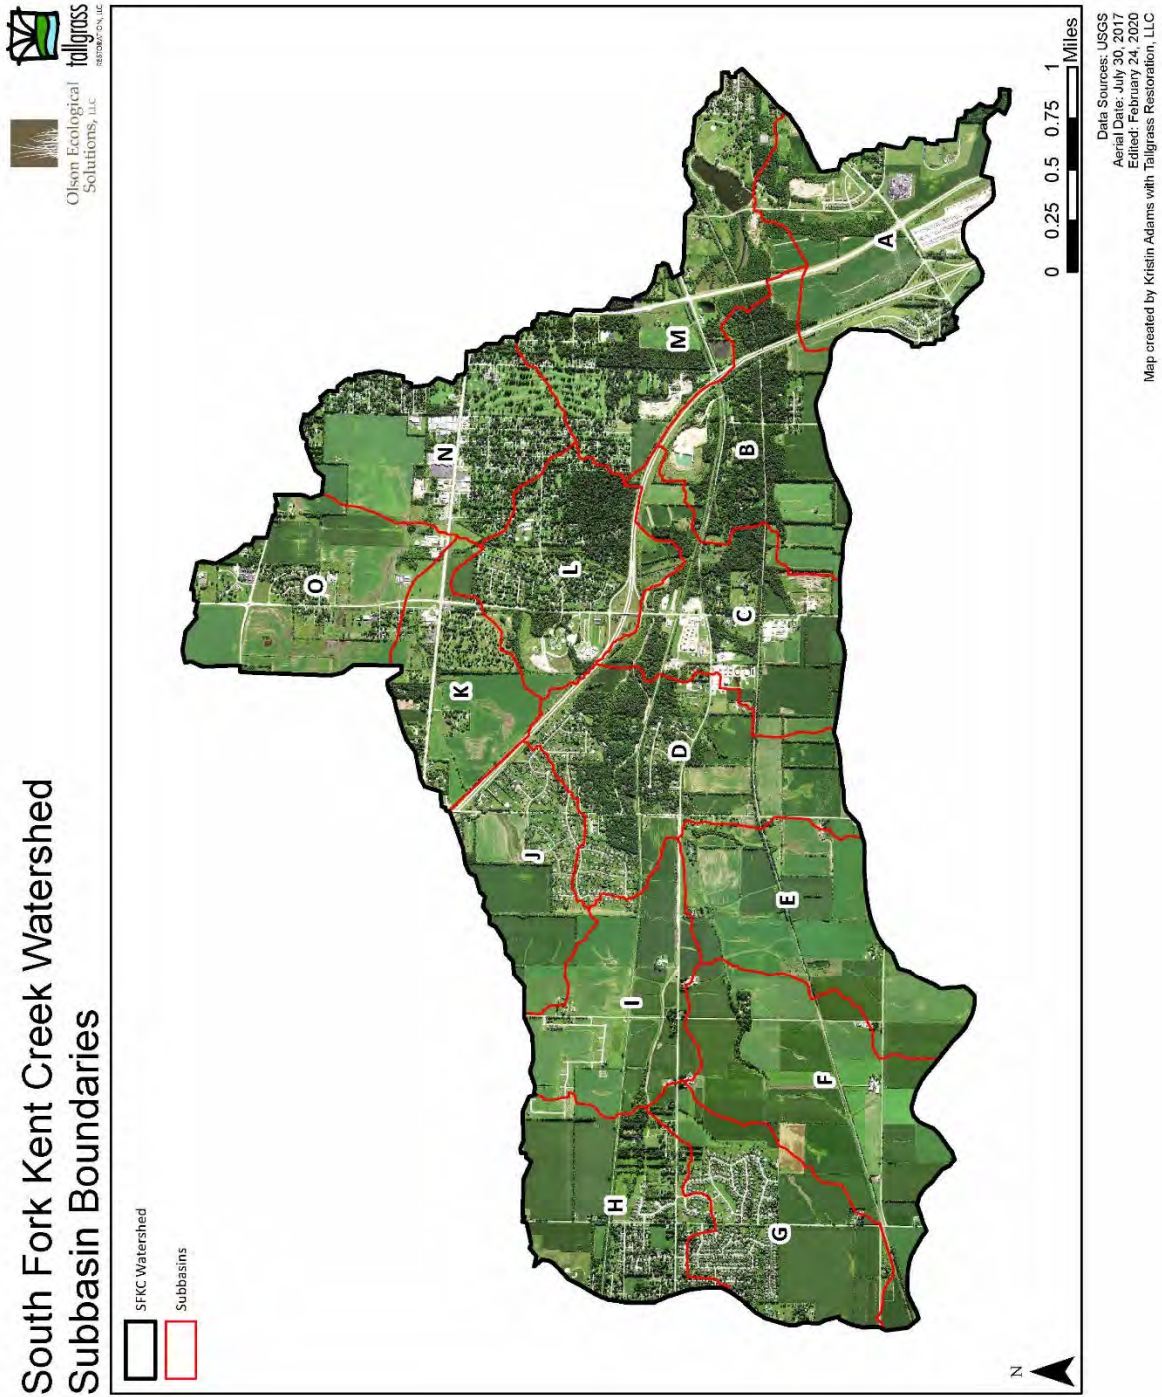 South Fork Kent Creek Watershed
Subbasin Boundaries
Olson Ecological
Solutions, LLC
tallgrass
RESTORATION, LLC
SFKC Watershed
Subbasins
O
N
K
L
J
M
I
H
D
C
B
A
E
F
G
N
0 0.25 0.5 0.75 1
Miles
Data Sources: USGS
Aerial Date: July 30, 2017
Edited: February 24, 2020
Map created by Kristin Adams with Tallgrass Restoration, LLC